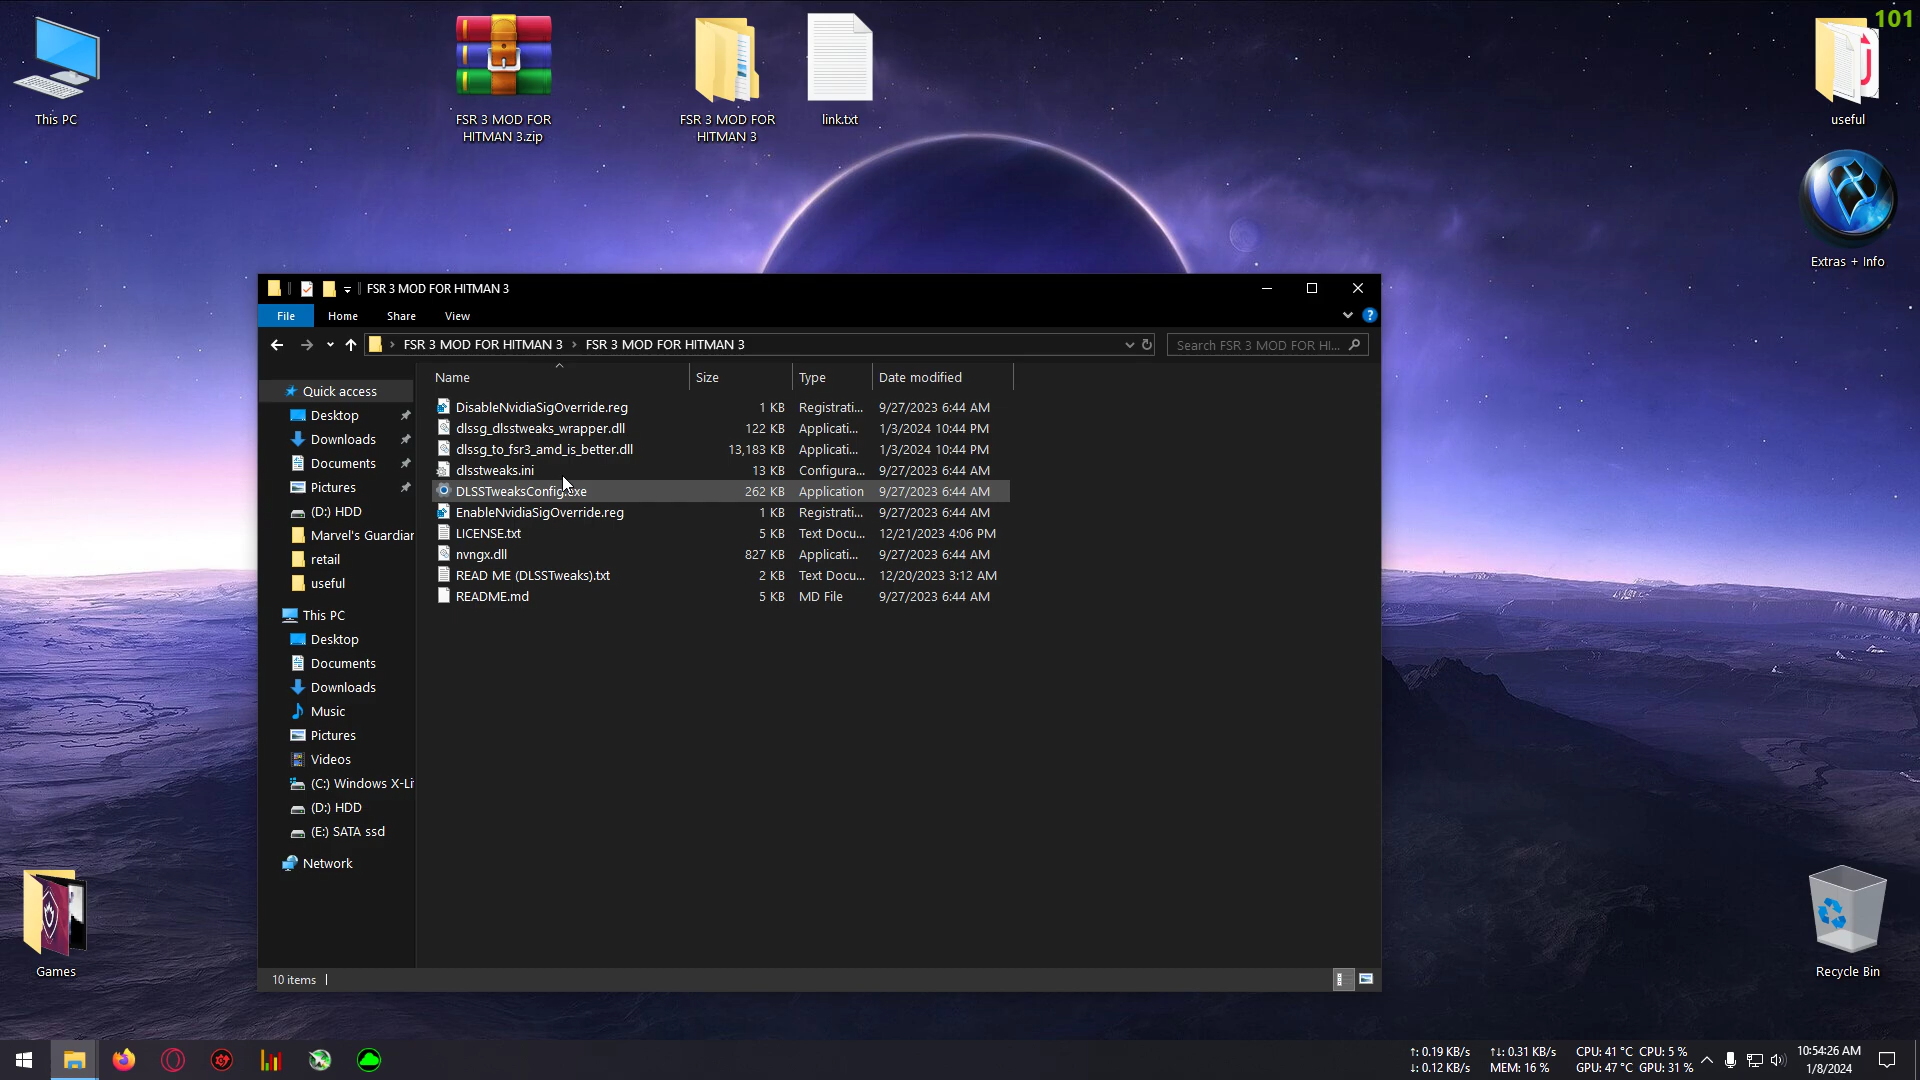 101
This PC
FSR 3 MOD FOR
HITMAN 3.zip
FSR 3 MOD FOR
HITMAN 3
link.txt
useful
Extras + Info
FSR 3 MOD FOR HITMAN 3
File Home Share View
FSR 3 MOD FOR HITMAN 3 FSR 3 MOD FOR HITMAN 3 Search FSR 3 MOD FOR HI...
Name Size Type Date modified
DisableNvidiaSigOverride.reg 1 KB Registrati... 9/27/2023 6:44 AM
dlssg_dlsstweaks_wrapper.dll 122 KB Applicati... 1/3/2024 10:44 PM
dlssg_to_fsr3_amd_is_better.dll 13,183 KB Applicati... 1/3/2024 10:44 PM
dlsstweaks.ini 13 KB Configura... 9/27/2023 6:44 AM
DLSSTweaksConfig.exe 262 KB Application 9/27/2023 6:44 AM
EnableNvidiaSigOverride.reg 1 KB Registrati... 9/27/2023 6:44 AM
LICENSE.txt 5 KB Text Docu... 12/21/2023 4:06 PM
nvngx.dll 827 KB Applicati... 9/27/2023 6:44 AM
READ ME (DLSSTweaks).txt 2 KB Text Docu... 12/20/2023 3:12 AM
README.md 5 KB MD File 9/27/2023 6:44 AM
Quick access
Desktop
Downloads
Documents
Pictures
(D:) HDD
Marvel's Guardiar
retail
useful
This PC
Desktop
Documents
Downloads
Music
Pictures
Videos
(C:) Windows X-Li
(D:) HDD
(E:) SATA ssd
Network
10 items
Games
Recycle Bin
↑: 0.19 KB/s ↑↓: 0.31 KB/s CPU: 41 °C CPU: 5 % 10:54:26 AM
↓: 0.12 KB/s MEM: 16 % GPU: 47 °C GPU: 31 % 1/8/2024